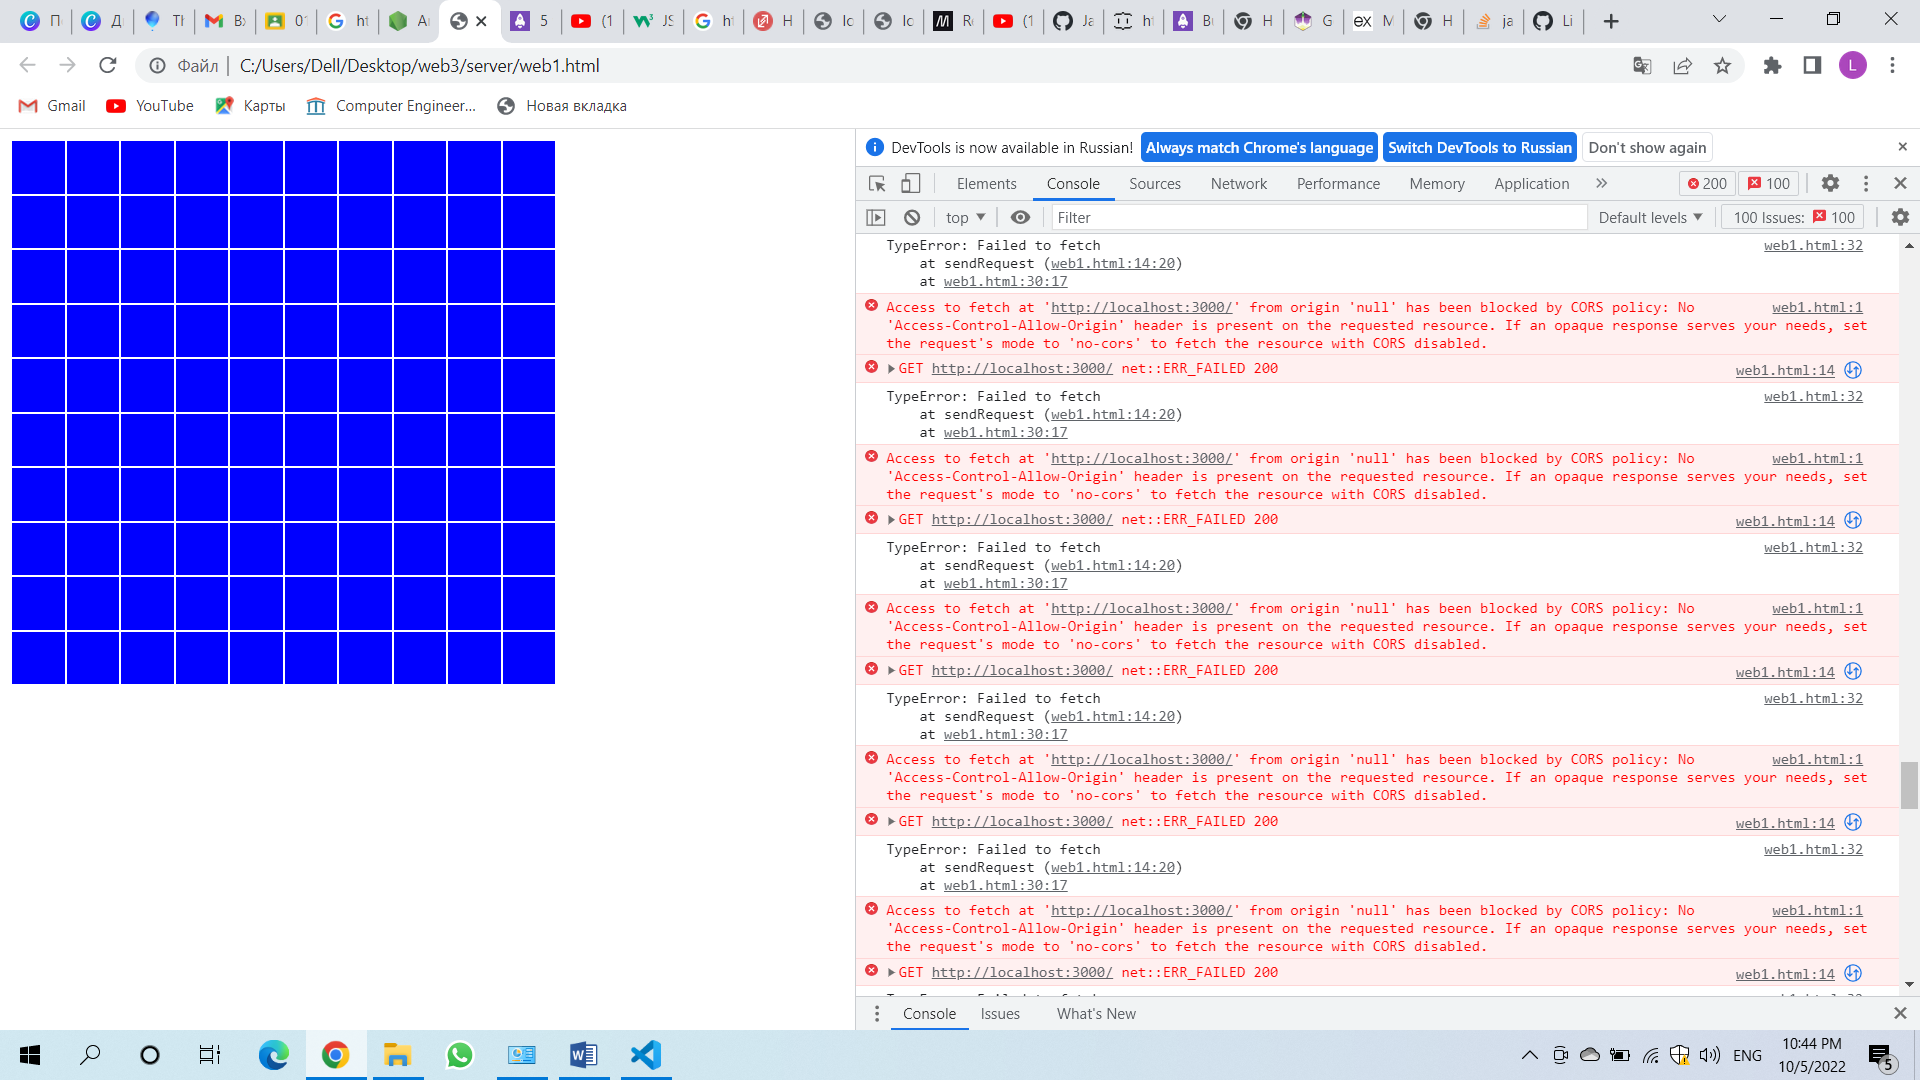 П
Д
Th
Вх
01
ht
Ar
5
(1
JS
ht
H
Ic
Ic
Re
(1
Ja
ht
Bu
H
G
M
H
ja
Li
Файл
C:/Users/Dell/Desktop/web3/server/web1.html
L
Gmail
YouTube
Карты
Computer Engineer...
Новая вкладка
DevTools is now available in Russian!
Always match Chrome's language
Switch DevTools to Russian
Don't show again
Elements
Console
Sources
Network
Performance
Memory
Application
200
100
top
Filter
Default levels
100 Issues: 100
TypeError: Failed to fetch web1.html:32
at sendRequest (web1.html:14:20)
at web1.html:30:17
Access to fetch at 'http://localhost:3000/' from origin 'null' has been blocked by CORS policy: No web1.html:1
'Access-Control-Allow-Origin' header is present on the requested resource. If an opaque response serves your needs, set
the request's mode to 'no-cors' to fetch the resource with CORS disabled.
GET http://localhost:3000/ net::ERR_FAILED 200 web1.html:14
TypeError: Failed to fetch web1.html:32
at sendRequest (web1.html:14:20)
at web1.html:30:17
Access to fetch at 'http://localhost:3000/' from origin 'null' has been blocked by CORS policy: No web1.html:1
'Access-Control-Allow-Origin' header is present on the requested resource. If an opaque response serves your needs, set
the request's mode to 'no-cors' to fetch the resource with CORS disabled.
GET http://localhost:3000/ net::ERR_FAILED 200 web1.html:14
TypeError: Failed to fetch web1.html:32
at sendRequest (web1.html:14:20)
at web1.html:30:17
Access to fetch at 'http://localhost:3000/' from origin 'null' has been blocked by CORS policy: No web1.html:1
'Access-Control-Allow-Origin' header is present on the requested resource. If an opaque response serves your needs, set
the request's mode to 'no-cors' to fetch the resource with CORS disabled.
GET http://localhost:3000/ net::ERR_FAILED 200 web1.html:14
TypeError: Failed to fetch web1.html:32
at sendRequest (web1.html:14:20)
at web1.html:30:17
Access to fetch at 'http://localhost:3000/' from origin 'null' has been blocked by CORS policy: No web1.html:1
'Access-Control-Allow-Origin' header is present on the requested resource. If an opaque response serves your needs, set
the request's mode to 'no-cors' to fetch the resource with CORS disabled.
GET http://localhost:3000/ net::ERR_FAILED 200 web1.html:14
TypeError: Failed to fetch web1.html:32
at sendRequest (web1.html:14:20)
at web1.html:30:17
Access to fetch at 'http://localhost:3000/' from origin 'null' has been blocked by CORS policy: No web1.html:1
'Access-Control-Allow-Origin' header is present on the requested resource. If an opaque response serves your needs, set
the request's mode to 'no-cors' to fetch the resource with CORS disabled.
GET http://localhost:3000/ net::ERR_FAILED 200 web1.html:14
Console
Issues
What's New
ENG
10:44 PM
10/5/2022
5